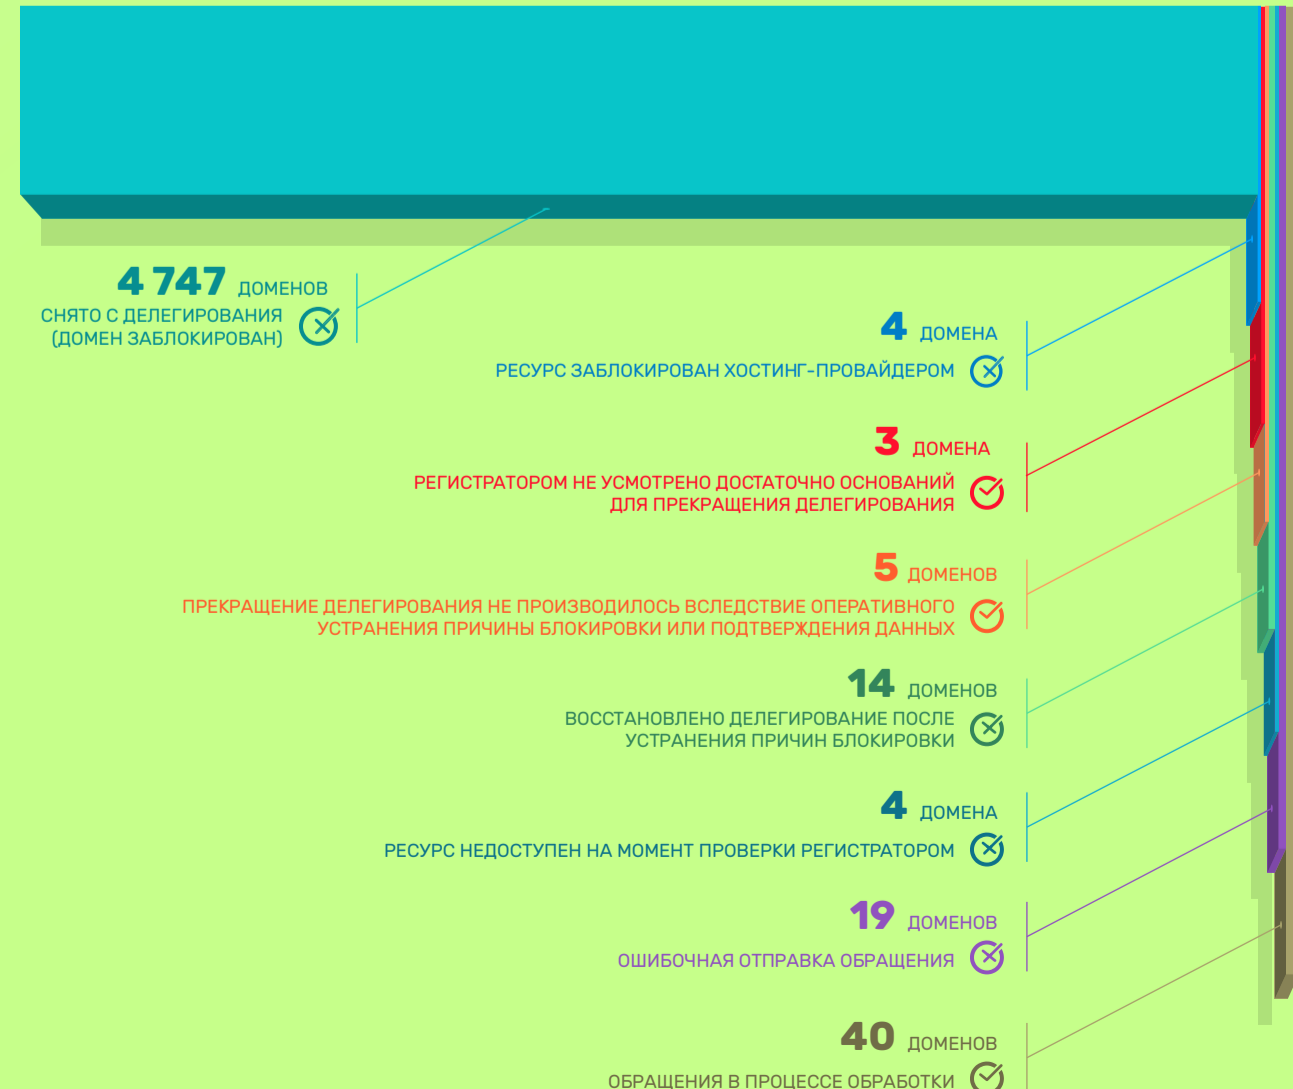 4 747 ДОМЕНОВ
СНЯТО С ДЕЛЕГИРОВАНИЯ
(ДОМЕН ЗАБЛОКИРОВАН)
4 ДОМЕНА
РЕСУРС ЗАБЛОКИРОВАН ХОСТИНГ-ПРОВАЙДЕРОМ
3 ДОМЕНА
РЕГИСТРАТОРОМ НЕ УСМОТРЕНО ДОСТАТОЧНО ОСНОВАНИЙ
ДЛЯ ПРЕКРАЩЕНИЯ ДЕЛЕГИРОВАНИЯ
5 ДОМЕНОВ
ПРЕКРАЩЕНИЕ ДЕЛЕГИРОВАНИЯ НЕ ПРОИЗВОДИЛОСЬ ВСЛЕДСТВИЕ ОПЕРАТИВНОГО
УСТРАНЕНИЯ ПРИЧИНЫ БЛОКИРОВКИ ИЛИ ПОДТВЕРЖДЕНИЯ ДАННЫХ
14 ДОМЕНОВ
ВОССТАНОВЛЕНО ДЕЛЕГИРОВАНИЕ ПОСЛЕ
УСТРАНЕНИЯ ПРИЧИН БЛОКИРОВКИ
4 ДОМЕНА
РЕСУРС НЕДОСТУПЕН НА МОМЕНТ ПРОВЕРКИ РЕГИСТРАТОРОМ
19 ДОМЕНОВ
ОШИБОЧНАЯ ОТПРАВКА ОБРАЩЕНИЯ
40 ДОМЕНОВ
ОБРАЩЕНИЯ В ПРОЦЕССЕ ОБРАБОТКИ